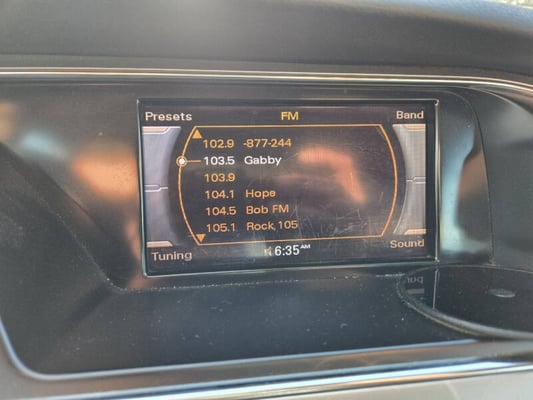 Presets FM Band
102.9 -877-244
103.5 Gabby
103.9
104.1 Hope
104.5 Bob FM
105.1 Rock 105
Tuning 6:35 AM Sound